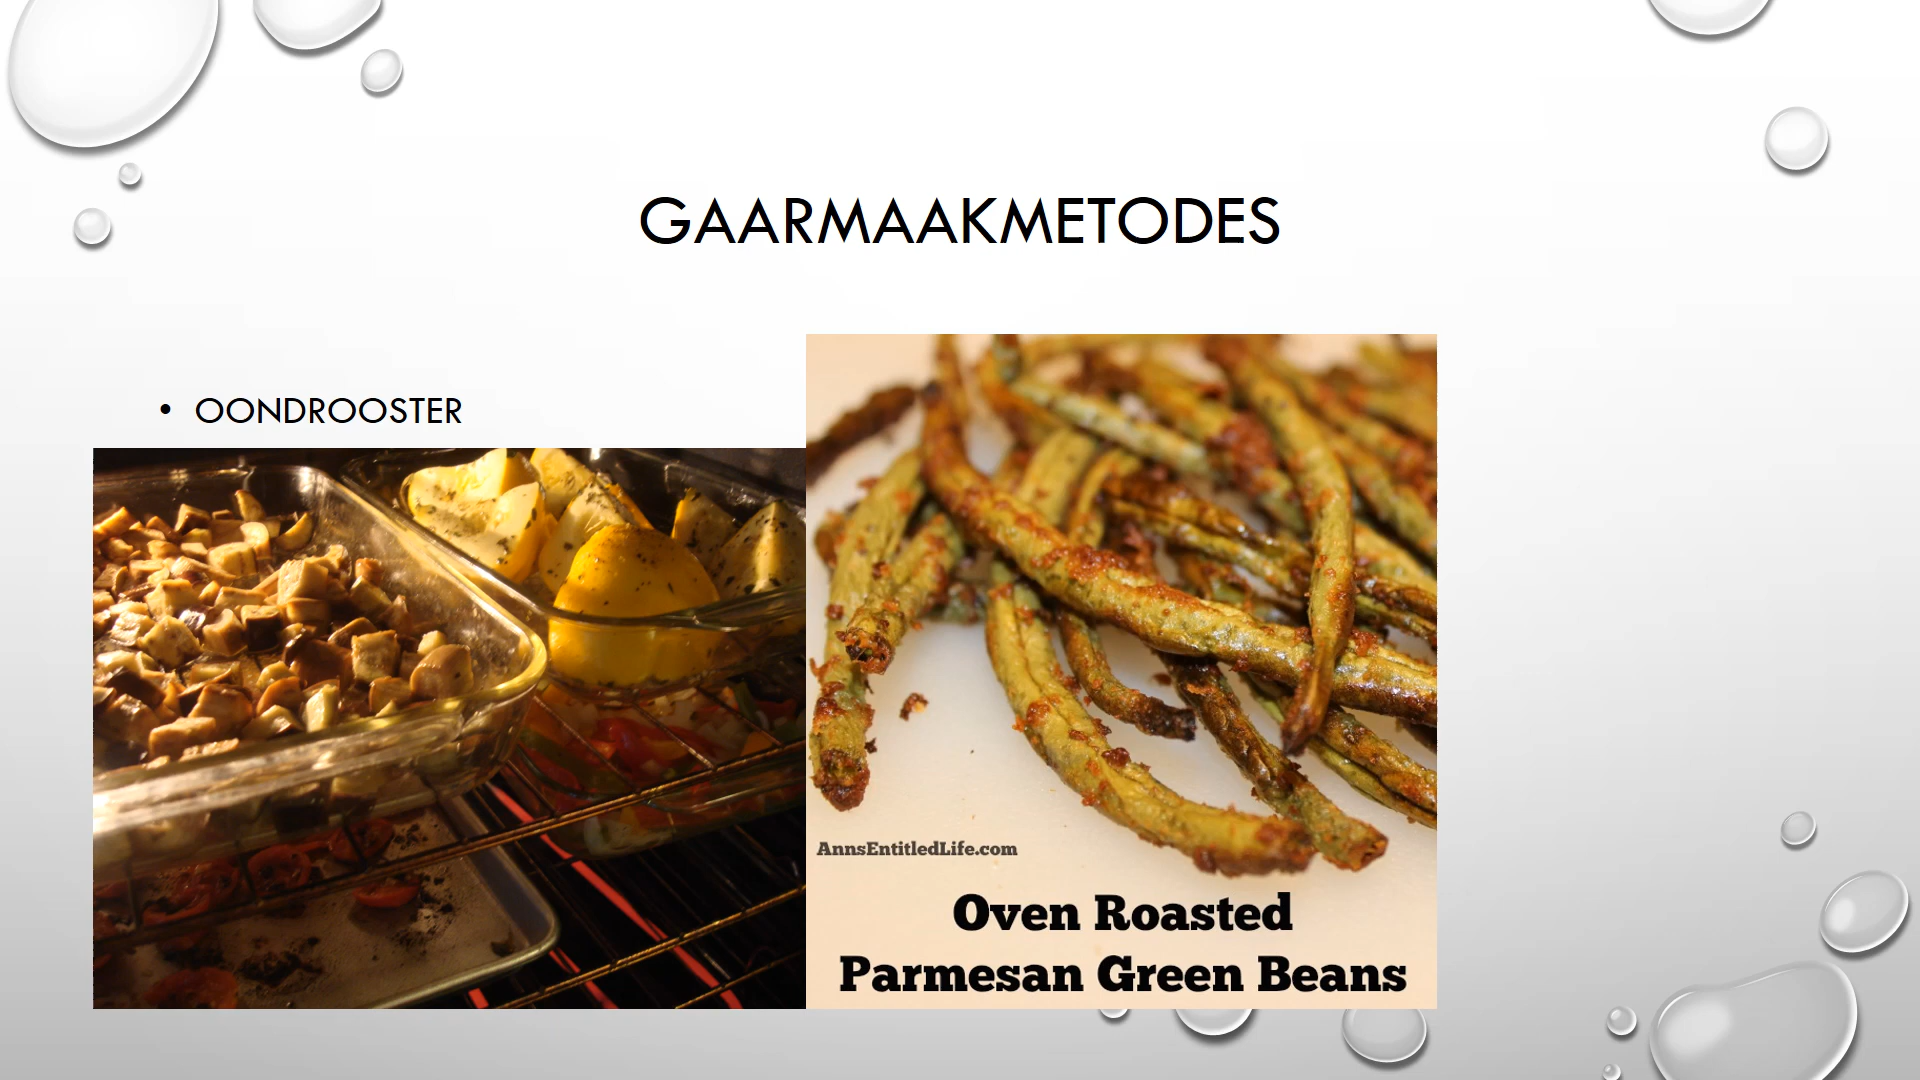 GAARMAAKMETODES
• OONDROOSTER
AnnsEntitledLife.com
Oven Roasted
Parmesan Green Beans